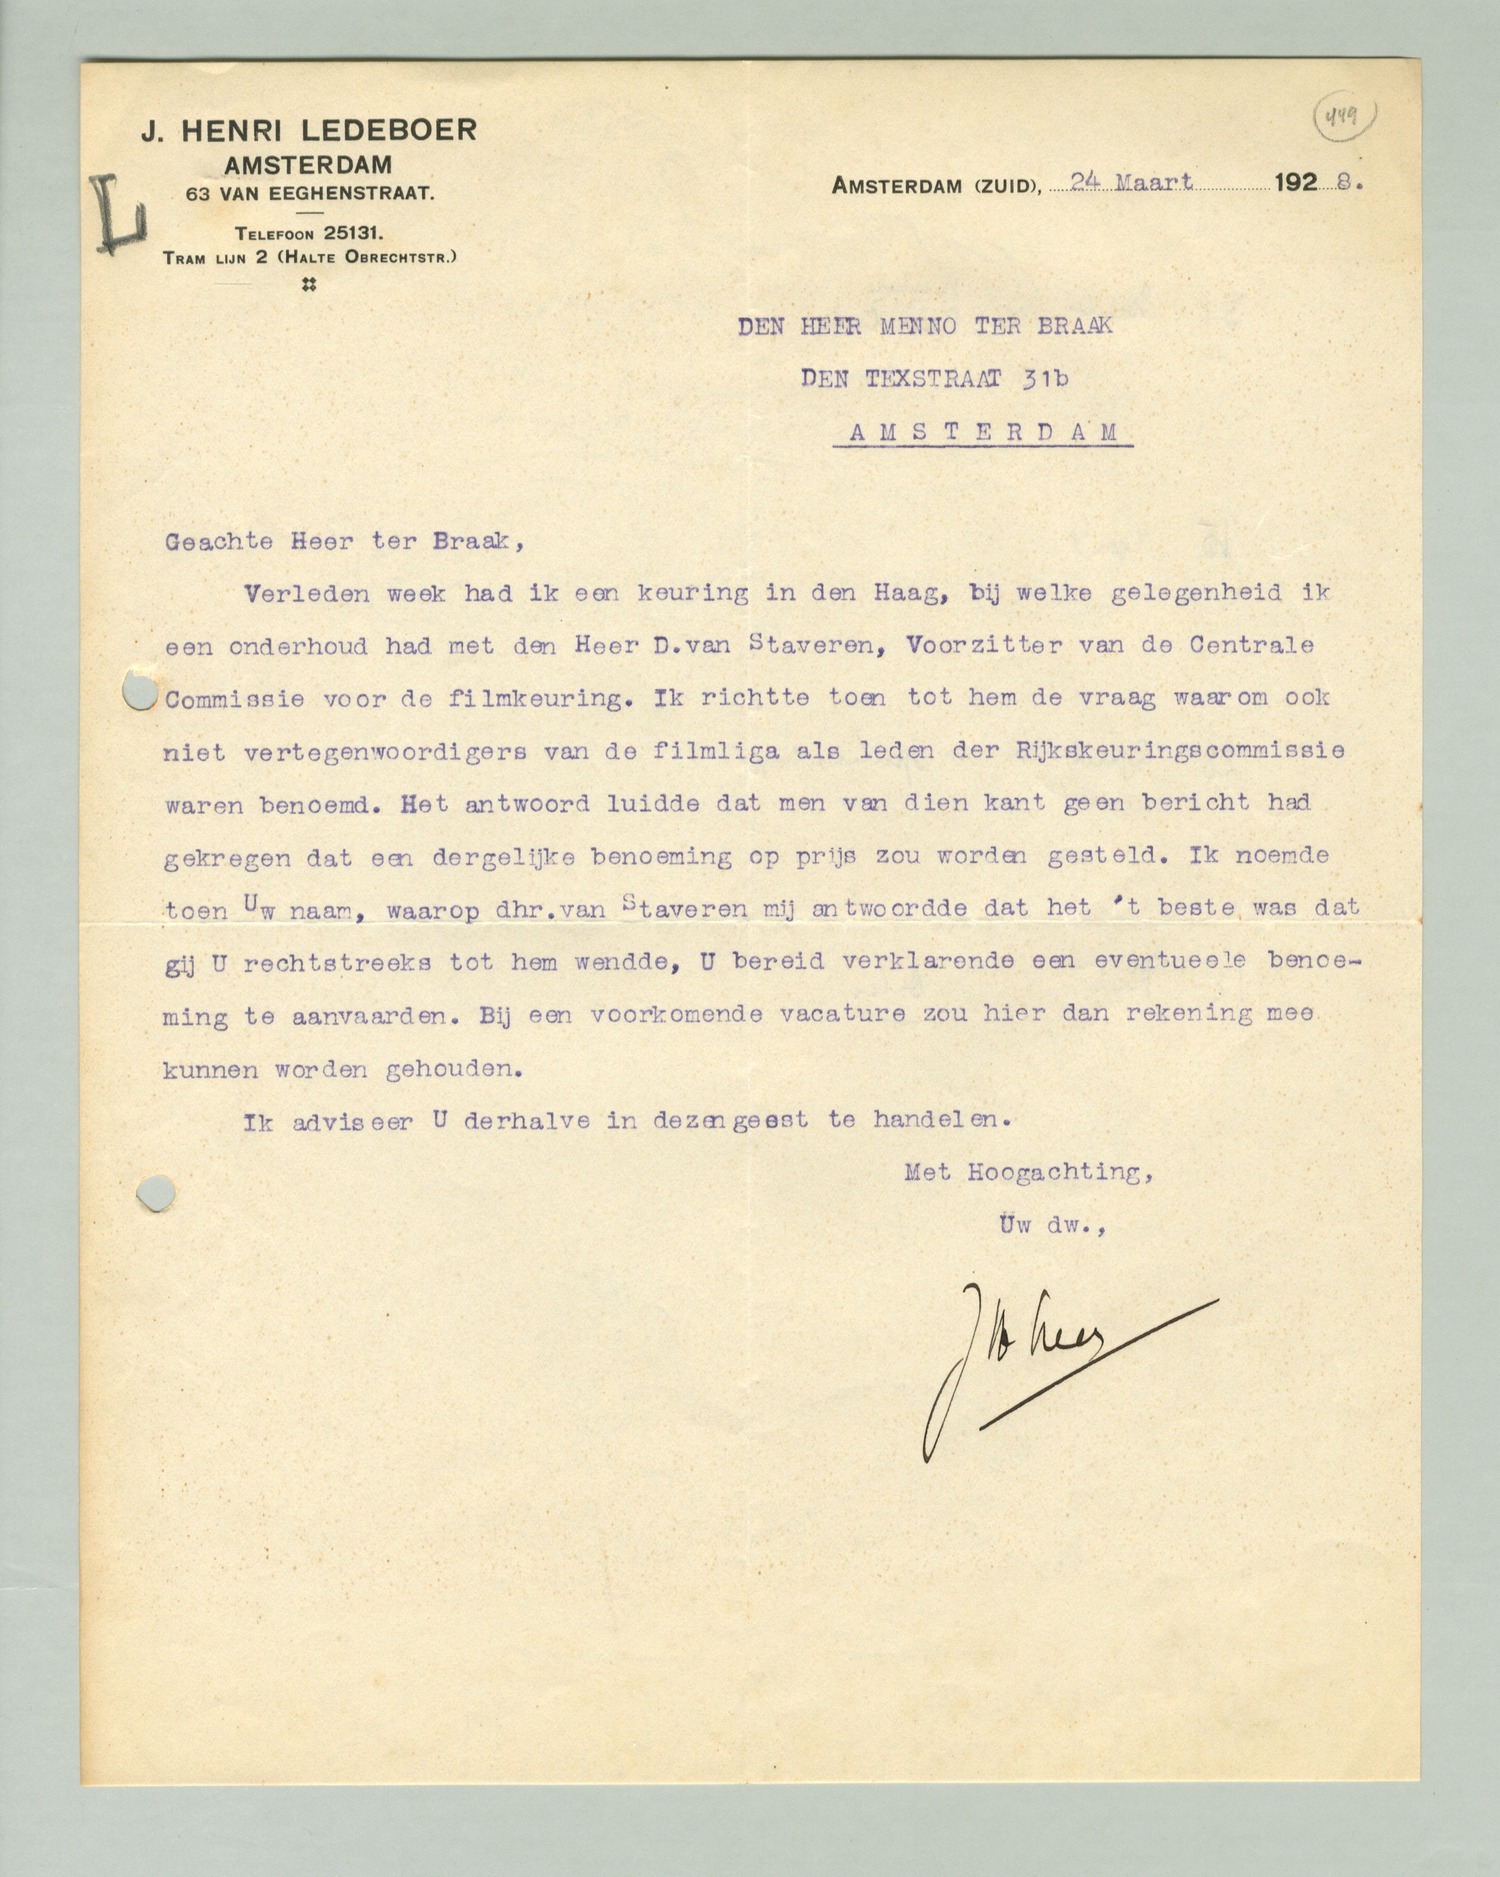 J. HENRI LEDEBOER
AMSTERDAM
63 VAN EEGHENSTRAAT.
TELEFOON 25131.
TRAM LIJN 2 (HALTE OBRECHTSTR.)
L
449
AMSTERDAM (ZUID), 24 Maart 1928.
DEN HEER MENNO TER BRAAK
DEN TEXSTRAAT 31b
A M S T E R D A M
Geachte Heer ter Braak,
Verleden week had ik een keuring in den Haag, bij welke gelegenheid ik
een onderhoud had met den Heer D.van Staveren, Voorzitter van de Centrale
Commissie voor de filmkeuring. Ik richtte toen tot hem de vraag waarom ook
niet vertegenwoordigers van de filmliga als leden der Rijkskeuringscommissie
waren benoemd. Het antwoord luidde dat men van dien kant geen bericht had
gekregen dat een dergelijke benoeming op prijs zou worden gesteld. Ik noemde
toen Uw naam, waarop dhr.van Staveren mij antwoordde dat het 't beste was dat
gij U rechtstreeks tot hem wendde, U bereid verklarende een eventueele benoe-
ming te aanvaarden. Bij een voorkomende vacature zou hier dan rekening mee
kunnen worden gehouden.
Ik adviseer U derhalve in dezen geest te handelen.
Met Hoogachting,
Uw dw.,